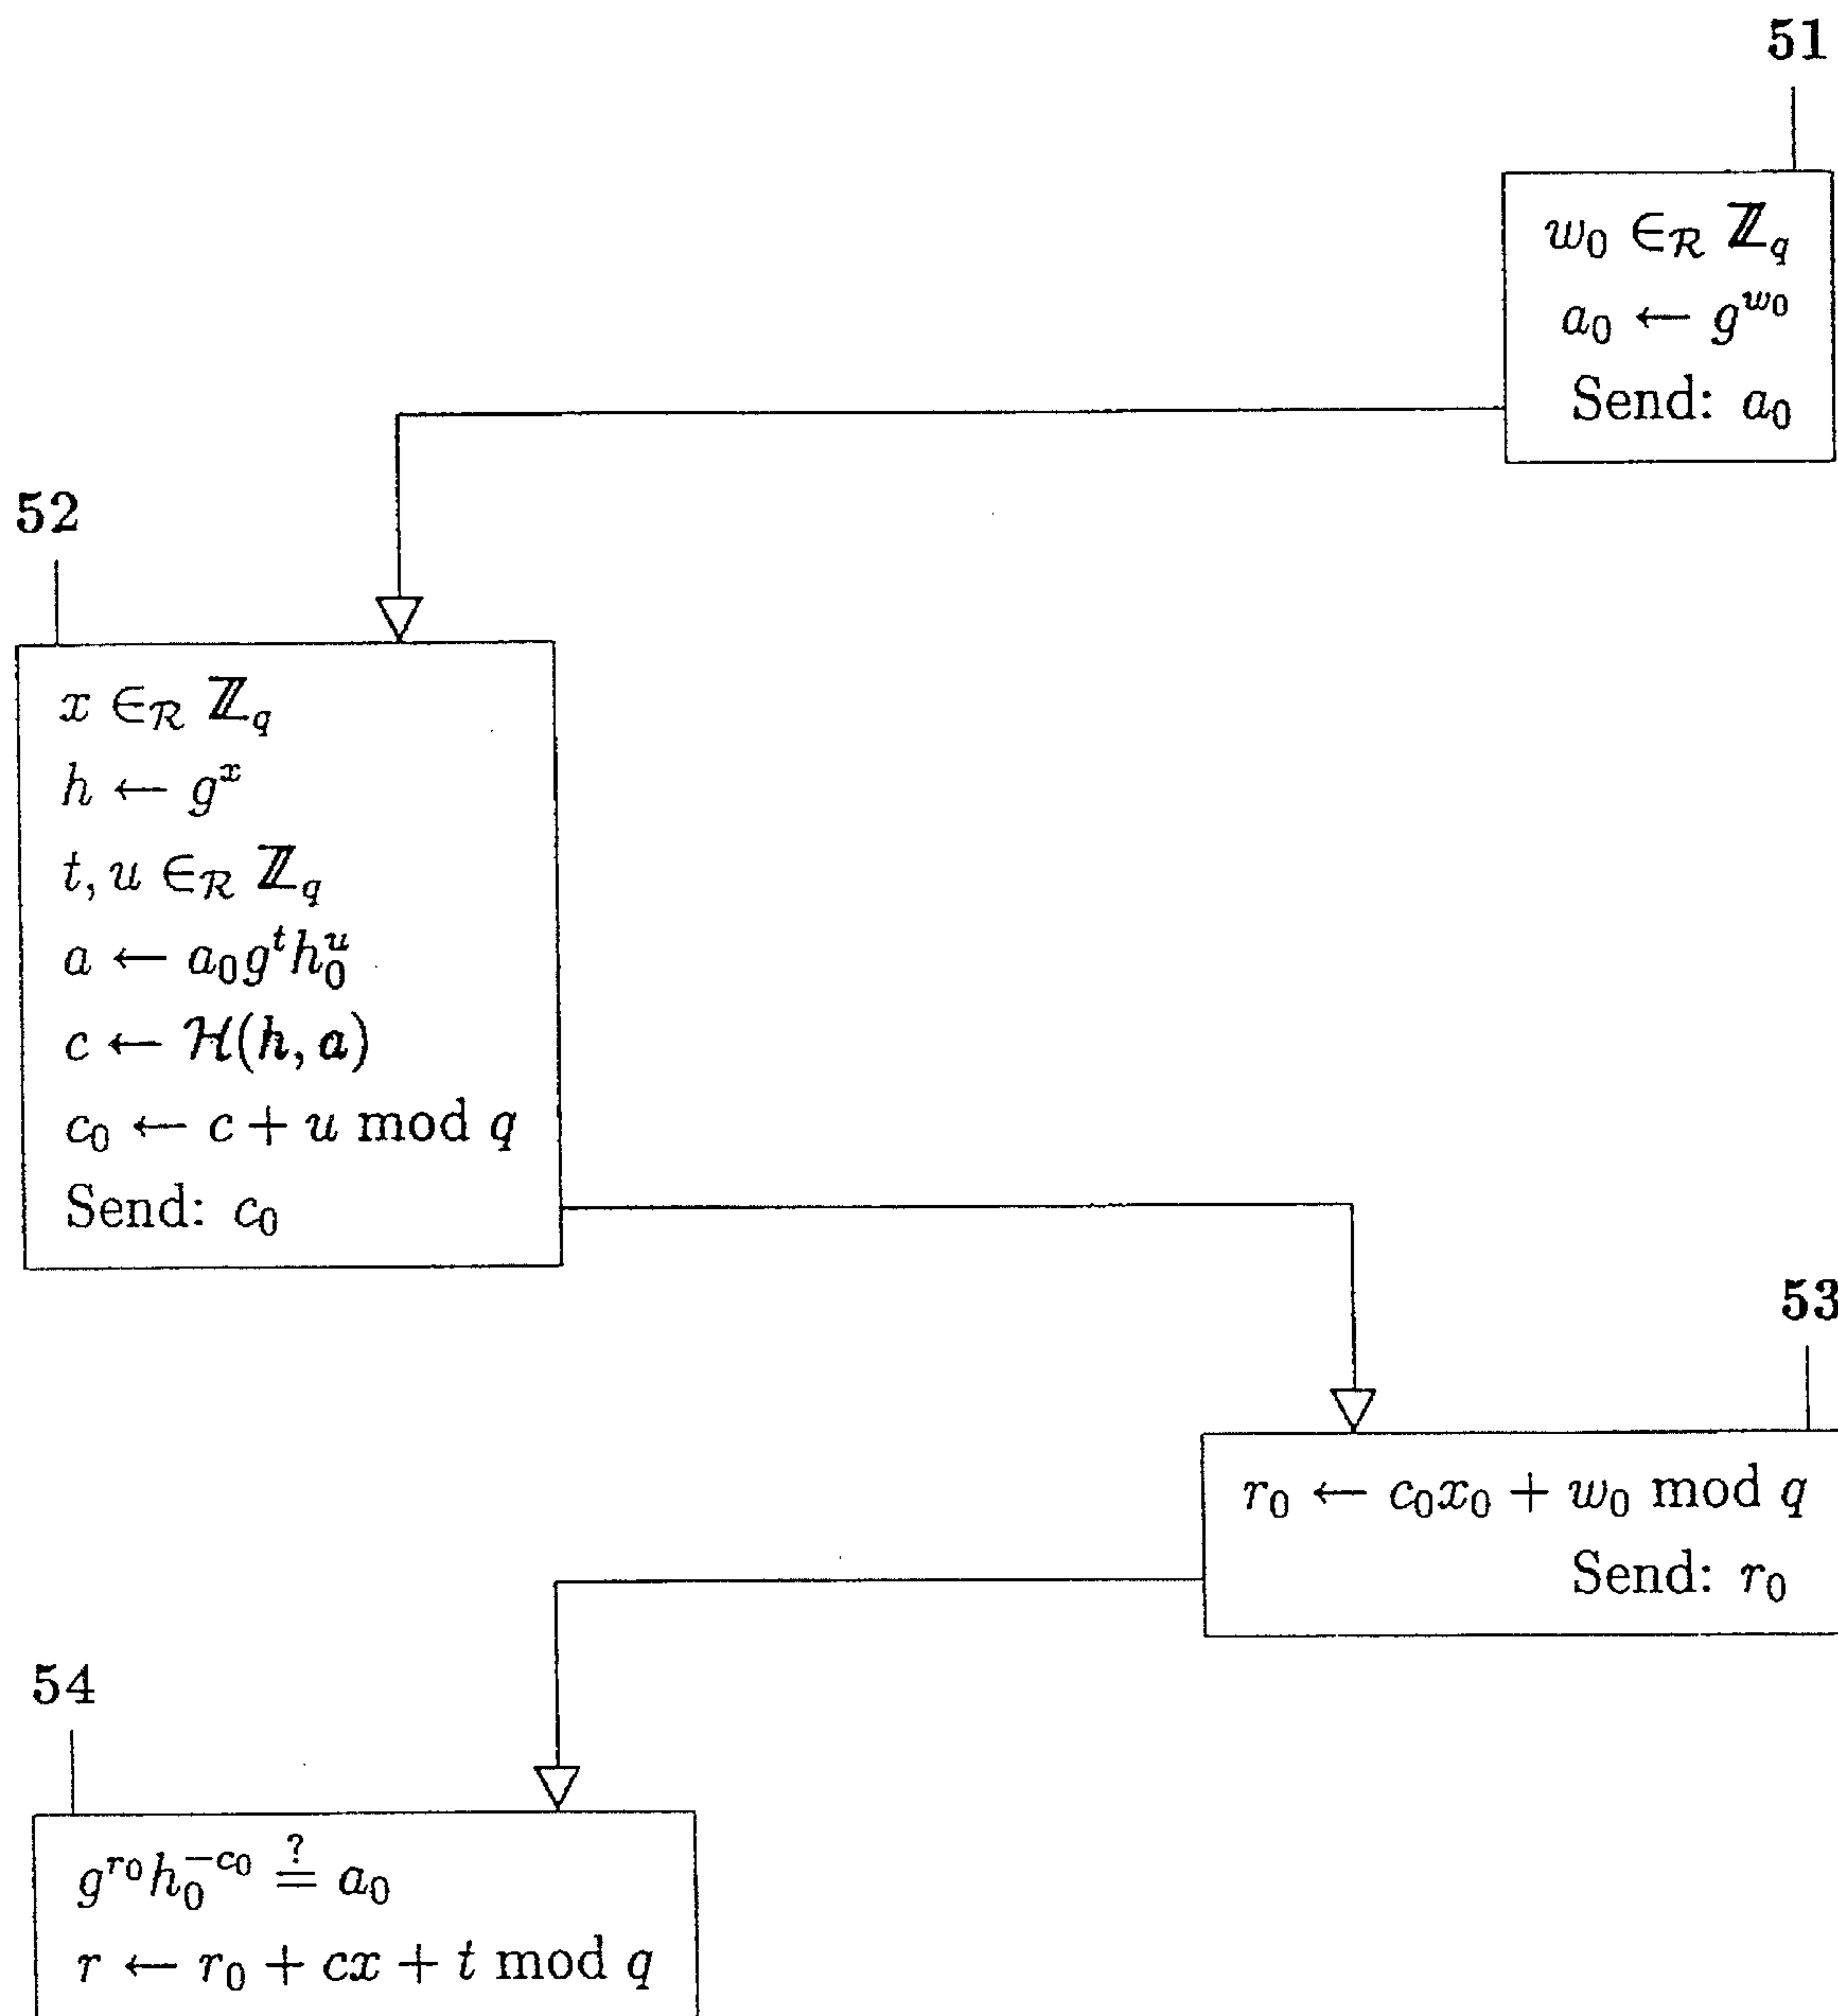 51
w₀ ∈_ℛ ℤ_q
a₀ ← g^{w₀}
Send: a₀
52
x ∈_ℛ ℤ_q
h ← g^x
t, u ∈_ℛ ℤ_q
a ← a₀g^t h₀^u
c ← ℋ(h, a)
c₀ ← c + u mod q
Send: c₀
53
r₀ ← c₀x₀ + w₀ mod q
Send: r₀
54
g^{r₀}h₀^{−c₀} ≟ a₀
r ← r₀ + cx + t mod q